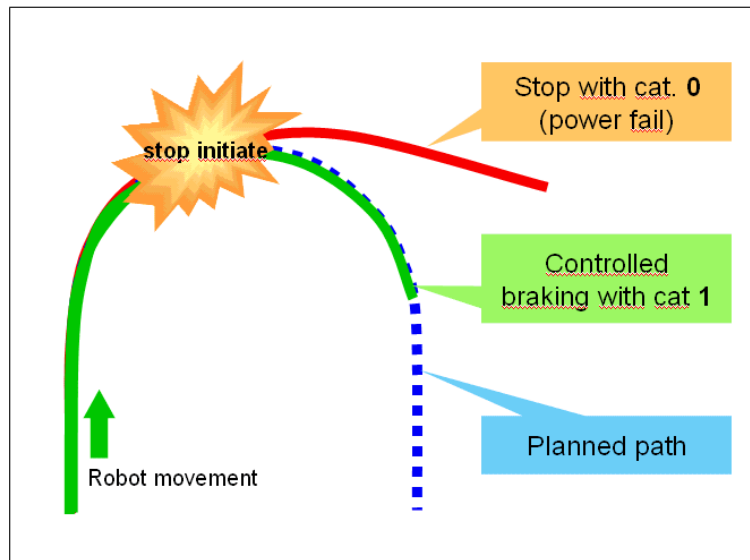 Stop with cat. 0
(power fail)
stop initiate
Controlled
braking with cat 1
Planned path
Robot movement